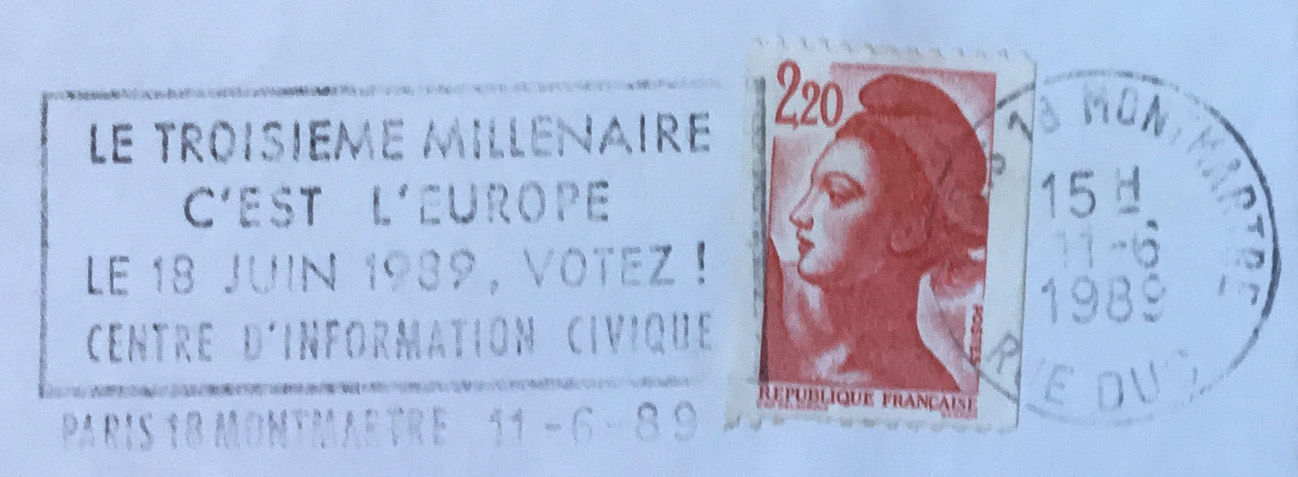 LE TROISIEME MILLENAIRE
C'EST L'EUROPE
LE 18 JUIN 1989, VOTEZ !
CENTRE D'INFORMATION CIVIQUE
PARIS 18 MONTMARTRE 11-6-89
2,20
POSTES
REPUBLIQUE FRANÇAISE
18 MONTMARTRE
15 H
11-6
1989
RUE DU